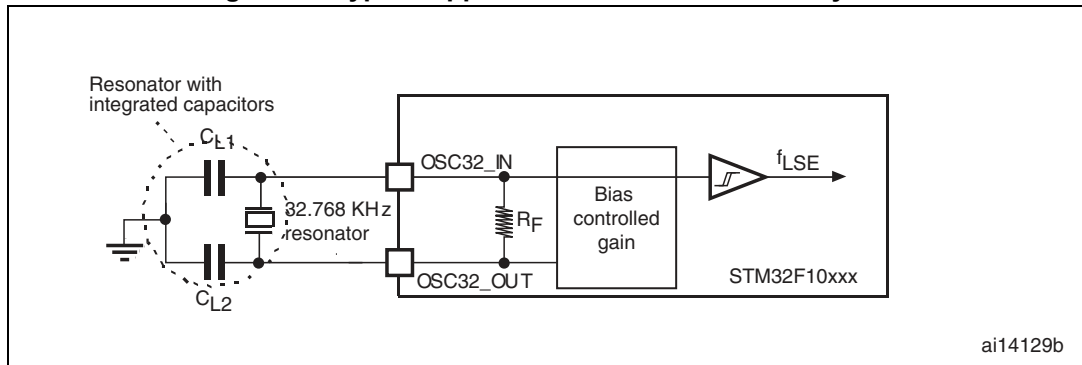 Resonator with
integrated capacitors
CL1
OSC32_IN
fLSE
32.768 KHz
resonator
RF
Bias
controlled
gain
OSC32_OUT
STM32F10xxx
CL2
ai14129b